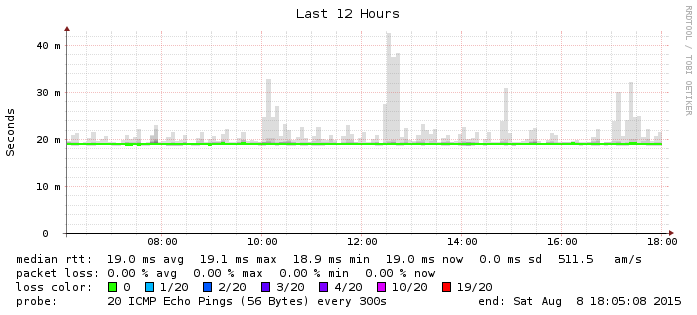 Last 12 Hours
RRDTOOL / TOBI OETIKER
Seconds
40 m
30 m
20 m
10 m
0
08:00 10:00 12:00 14:00 16:00 18:00
median rtt: 19.0 ms avg 19.1 ms max 18.9 ms min 19.0 ms now 0.0 ms sd 511.5 am/s
packet loss: 0.00 % avg 0.00 % max 0.00 % min 0.00 % now
loss color: 0 1/20 2/20 3/20 4/20 10/20 19/20
probe: 20 ICMP Echo Pings (56 Bytes) every 300s end: Sat Aug 8 18:05:08 2015